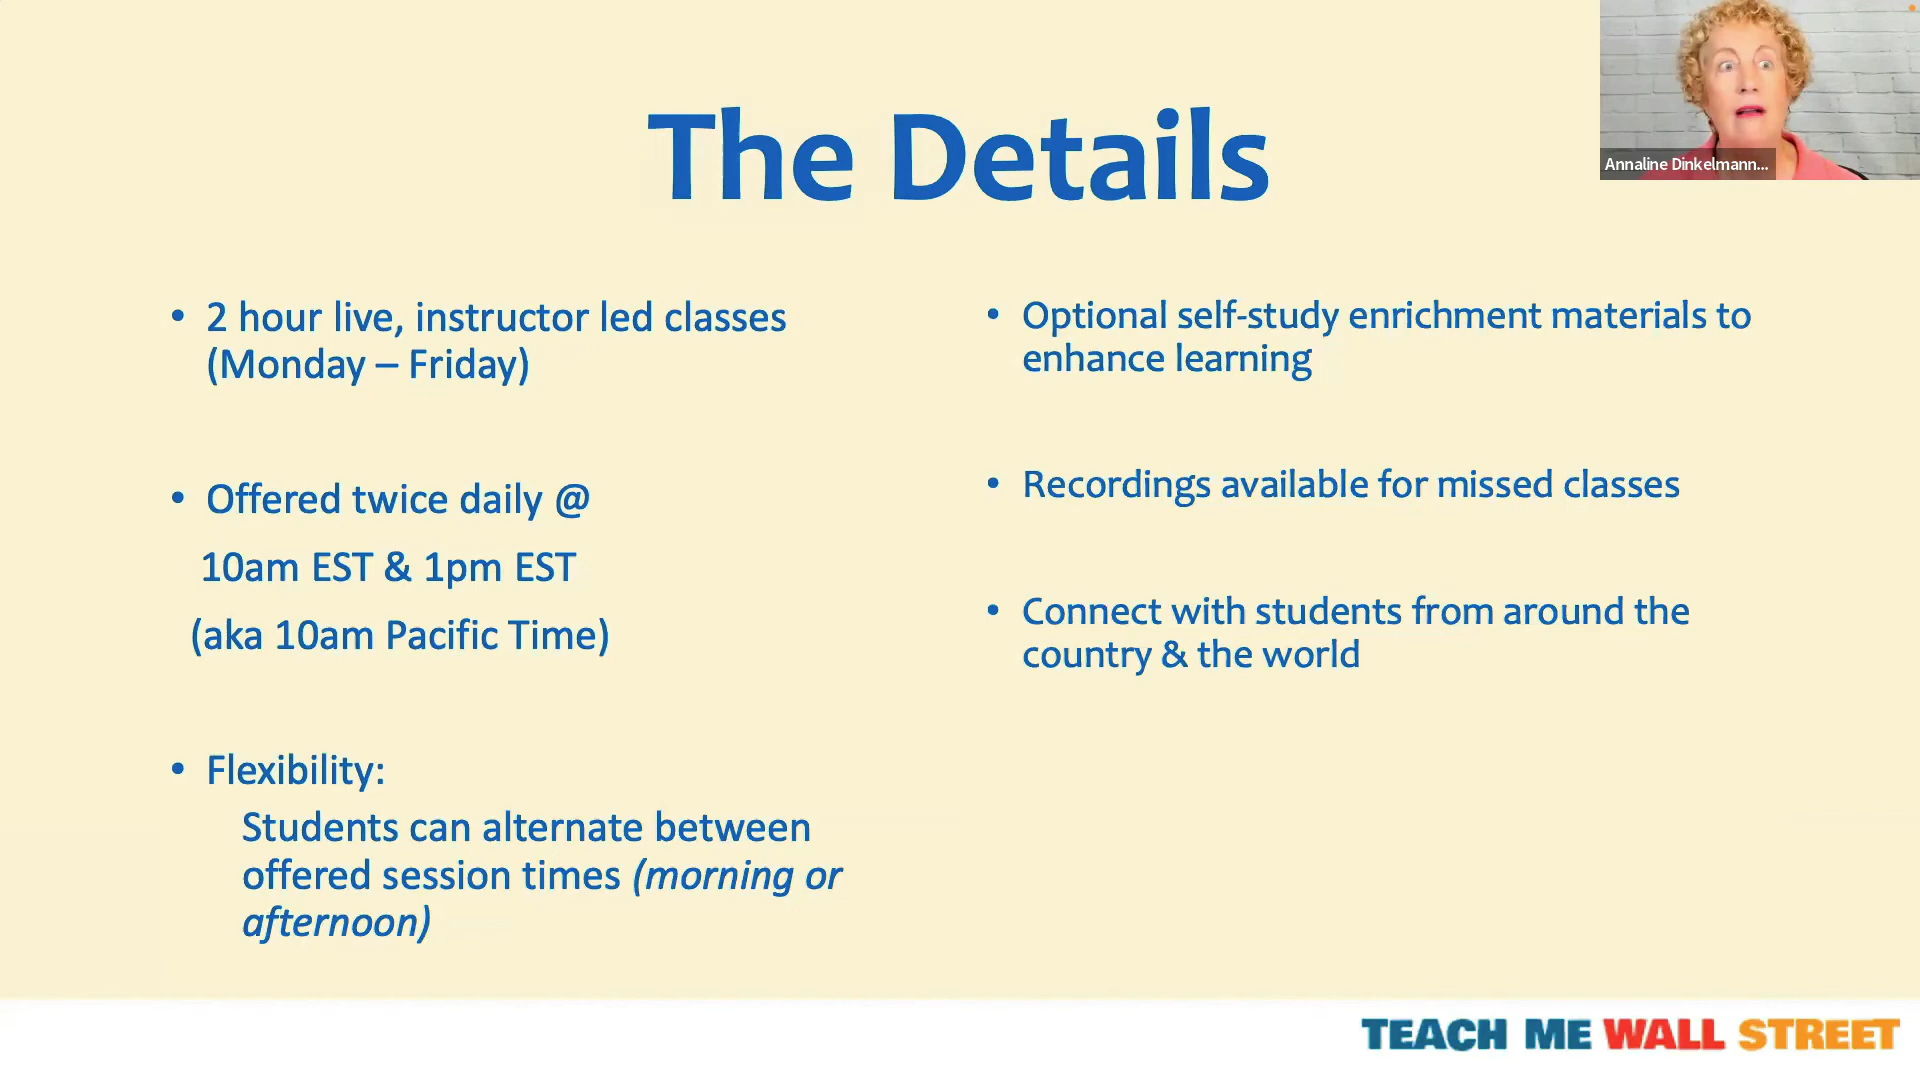 The Details
Annaline Dinkelmann...
• 2 hour live, instructor led classes
(Monday – Friday)
• Offered twice daily @
10am EST & 1pm EST
(aka 10am Pacific Time)
• Flexibility:
Students can alternate between
offered session times (morning or
afternoon)
• Optional self-study enrichment materials to
enhance learning
• Recordings available for missed classes
• Connect with students from around the
country & the world
TEACH ME WALL STREET